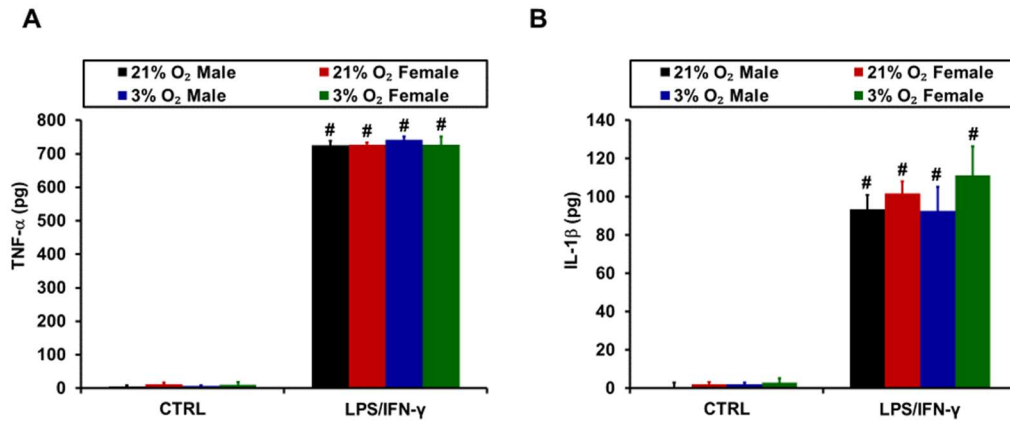 A
21% O₂ Male 21% O₂ Female
3% O₂ Male 3% O₂ Female
TNF-α (pg)
800
700
600
500
400
300
200
100
0
# # # #
CTRL LPS/IFN-γ
B
21% O₂ Male 21% O₂ Female
3% O₂ Male 3% O₂ Female
IL-1β (pg)
140
120
100
80
60
40
20
0
# # # #
CTRL LPS/IFN-γ